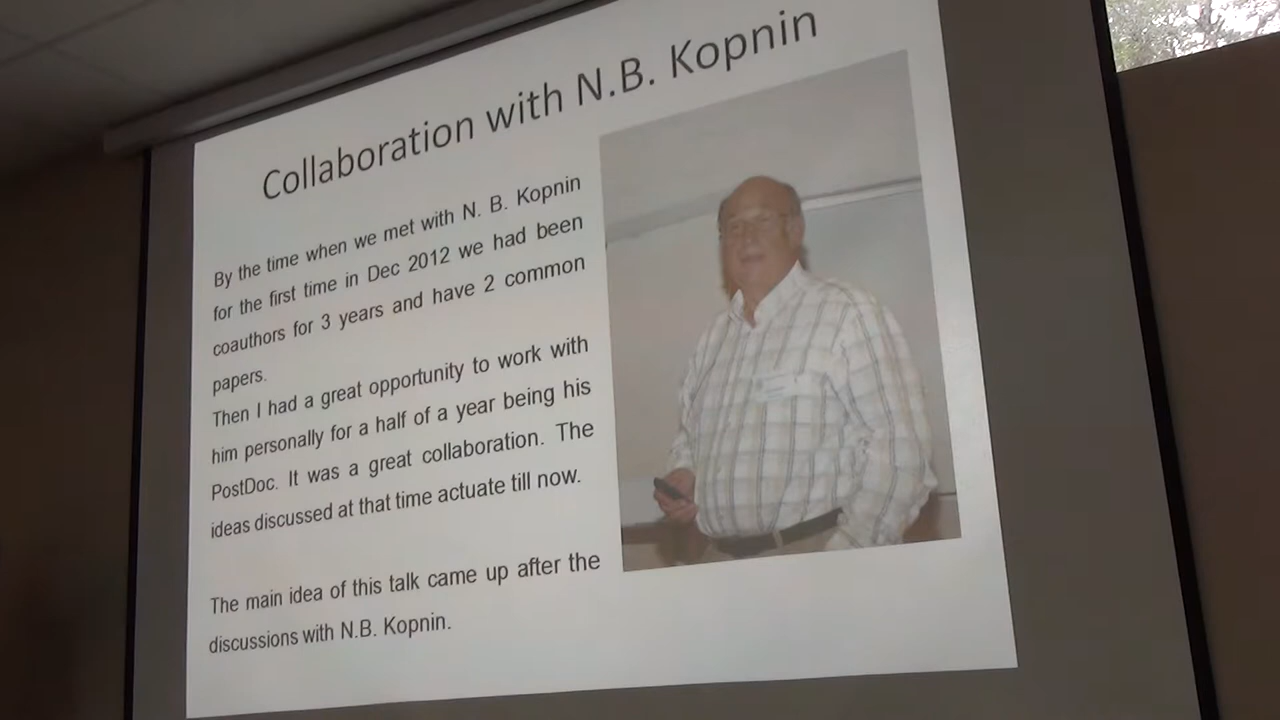 Collaboration with N.B. Kopnin
By the time when we met with N. B. Kopnin
for the first time in Dec 2012 we had been
coauthors for 3 years and have 2 common
papers.
Then I had a great opportunity to work with
him personally for a half of a year being his
PostDoc. It was a great collaboration. The
ideas discussed at that time actuate till now.
The main idea of this talk came up after the
discussions with N.B. Kopnin.